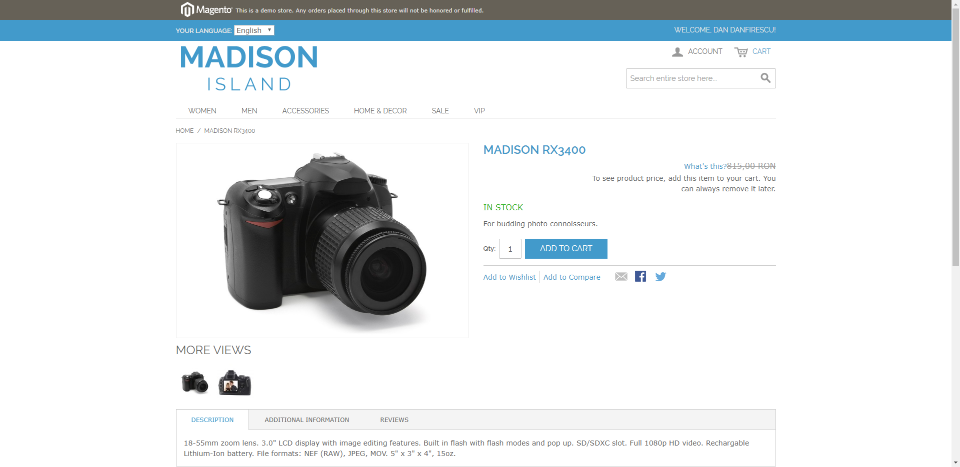 Magento This is a demo store. Any orders placed through this store will not be honored or fulfilled.
YOUR LANGUAGE: English WELCOME, DAN DANFIRESCU!
MADISON
ISLAND
ACCOUNT CART
Search entire store here...
WOMEN MEN ACCESSORIES HOME & DECOR SALE VIP
HOME / MADISON RX3400
MADISON RX3400
What's this?815,00 RON
To see product price, add this item to your cart. You
can always remove it later.
IN STOCK
For budding photo connoisseurs.
Qty: 1 ADD TO CART
Add to Wishlist Add to Compare
MORE VIEWS
DESCRIPTION ADDITIONAL INFORMATION REVIEWS
18-55mm zoom lens. 3.0" LCD display with image editing features. Built in flash with flash modes and pop up. SD/SDXC slot. Full 1080p HD video. Rechargable
Lithium-Ion battery. File formats: NEF (RAW), JPEG, MOV. 5" x 3" x 4", 15oz.